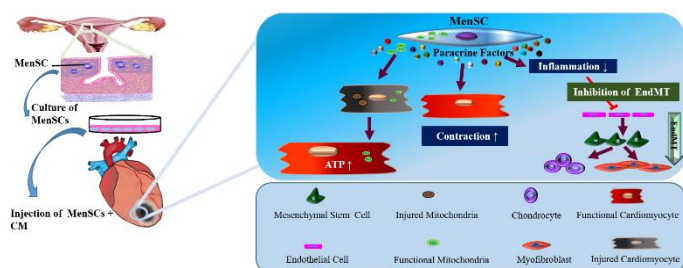 MenSC
Culture of
MenSCs
Injection of MenSCs +
CM
MenSC
Paracrine Factors
Inflammation ↓
Inhibition of EndMT
Contraction ↑
ATP ↑
EndMT
Mesenchymal Stem Cell
Injured Mitochondria
Chondrocyte
Functional Cardiomyocyte
Endothelial Cell
Functional Mitochondria
Myofibroblast
Injured Cardiomyocyte